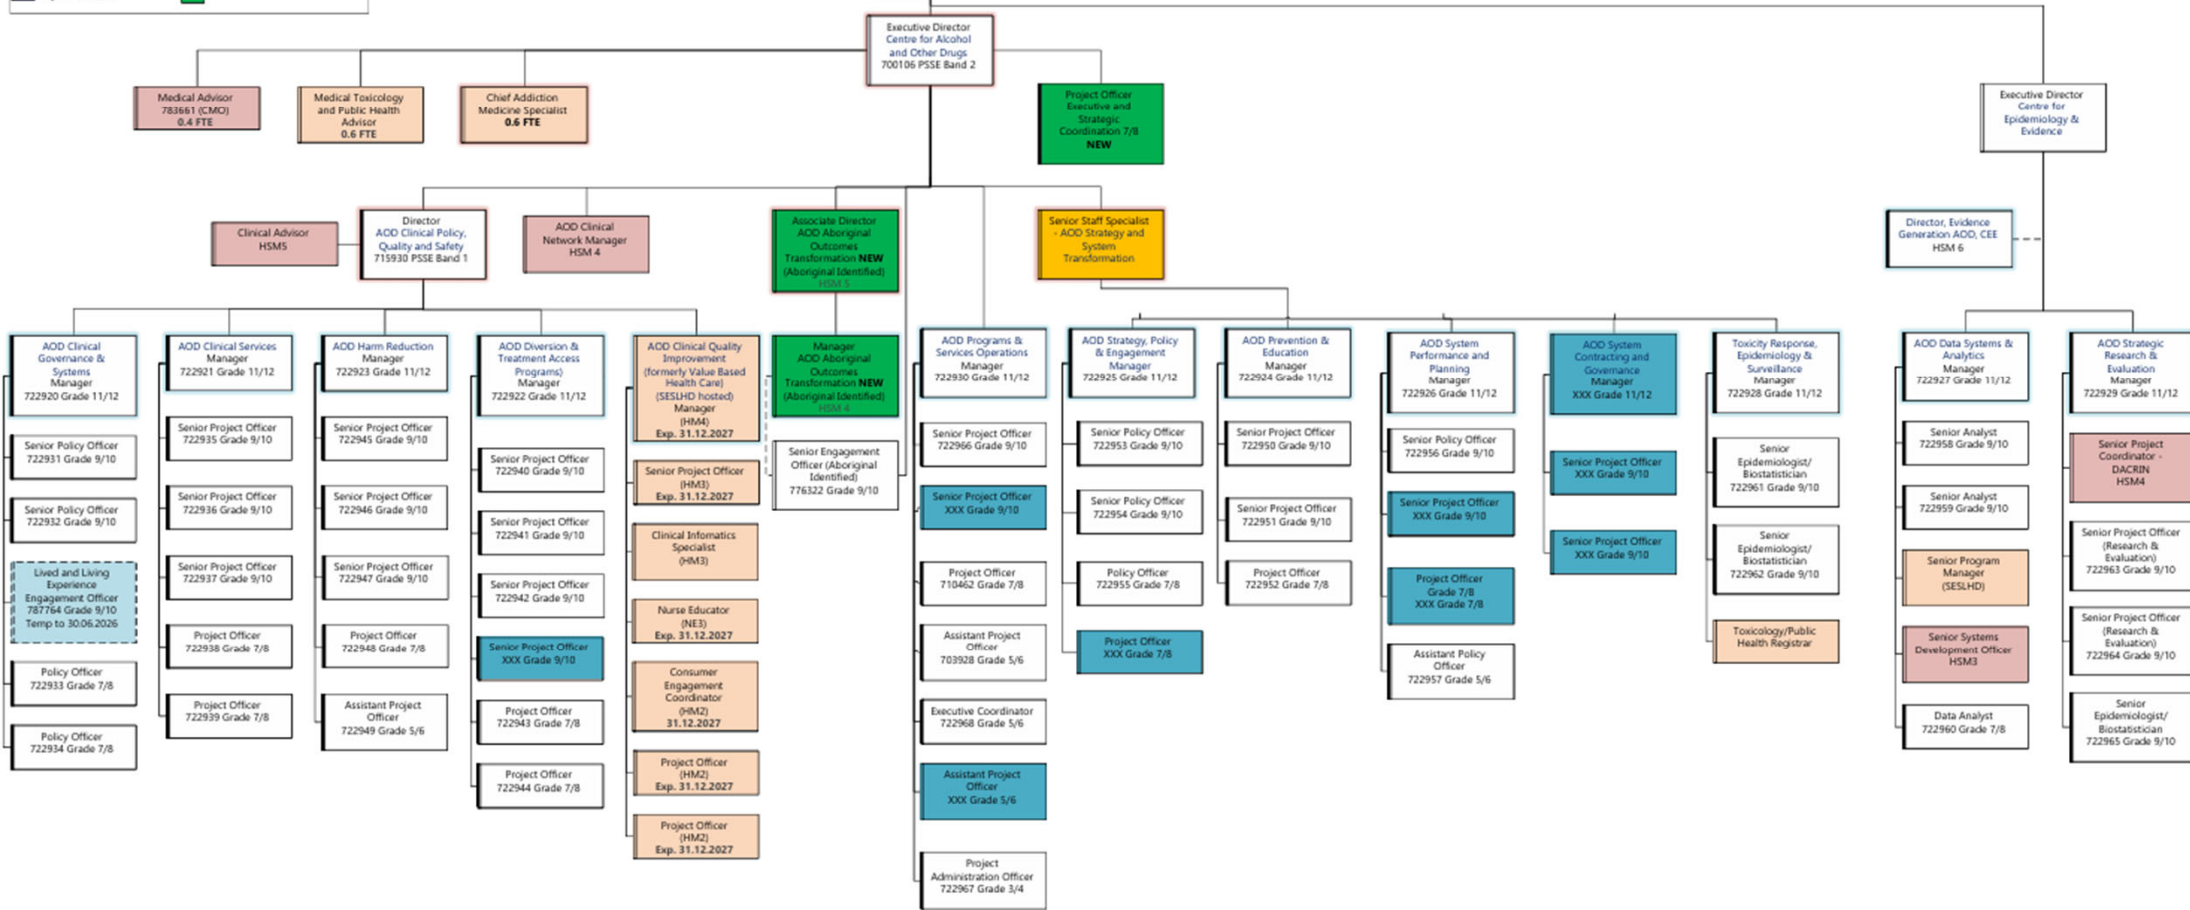 Executive Director
Centre for Alcohol
and Other Drugs
700106 PSSE Band 2
Medical Advisor
783661 (CMO)
0.4 FTE
Medical Toxicology
and Public Health
Advisor
0.6 FTE
Chief Addiction
Medicine Specialist
0.6 FTE
Project Officer
Executive and
Strategic
Coordination 7/8
NEW
Executive Director
Centre for
Epidemiology &
Evidence
Clinical Advisor
HSM5
Director
AOD Clinical Policy,
Quality and Safety
715930 PSSE Band 1
AOD Clinical
Network Manager
HSM 4
Associate Director
AOD Aboriginal
Outcomes
Transformation NEW
(Aboriginal Identified)
HSM 5
Senior Staff Specialist
- AOD Strategy and
System
Transformation
Director, Evidence
Generation AOD, CEE
HSM 6
AOD Clinical
Governance &
Systems
Manager
722920 Grade 11/12
Senior Policy Officer
722931 Grade 9/10
Senior Policy Officer
722932 Grade 9/10
Lived and Living
Experience
Engagement Officer
787764 Grade 9/10
Temp to 30.06.2026
Policy Officer
722933 Grade 7/8
Policy Officer
722934 Grade 7/8
AOD Clinical Services
Manager
722921 Grade 11/12
Senior Project Officer
722935 Grade 9/10
Senior Project Officer
722936 Grade 9/10
Senior Project Officer
722937 Grade 9/10
Project Officer
722938 Grade 7/8
Project Officer
722939 Grade 7/8
AOD Harm Reduction
Manager
722923 Grade 11/12
Senior Project Officer
722945 Grade 9/10
Senior Project Officer
722946 Grade 9/10
Senior Project Officer
722947 Grade 9/10
Project Officer
722948 Grade 7/8
Assistant Project
Officer
722949 Grade 5/6
AOD Diversion &
Treatment Access
Programs)
Manager
722922 Grade 11/12
Senior Project Officer
722940 Grade 9/10
Senior Project Officer
722941 Grade 9/10
Senior Project Officer
722942 Grade 9/10
Senior Project Officer
XXX Grade 9/10
Project Officer
722943 Grade 7/8
Project Officer
722944 Grade 7/8
AOD Clinical Quality
Improvement
(formerly Value Based
Health Care)
(SESLHD hosted)
Manager
(HM4)
Exp. 31.12.2027
Senior Project Officer
(HM3)
Exp. 31.12.2027
Clinical Infomatics
Specialist
(HM3)
Nurse Educator
(NE3)
Exp. 31.12.2027
Consumer
Engagement
Coordinator
(HM2)
31.12.2027
Project Officer
(HM2)
Exp. 31.12.2027
Project Officer
(HM2)
Exp. 31.12.2027
Manager
AOD Aboriginal
Outcomes
Transformation NEW
(Aboriginal Identified)
HSM 4
Senior Engagement
Officer (Aboriginal
Identified)
776322 Grade 9/10
AOD Programs &
Services Operations
Manager
722930 Grade 11/12
Senior Project Officer
722966 Grade 9/10
Senior Project Officer
XXX Grade 9/10
Project Officer
710462 Grade 7/8
Assistant Project
Officer
703928 Grade 5/6
Executive Coordinator
722968 Grade 5/6
Assistant Project
Officer
XXX Grade 5/6
Project
Administration Officer
722967 Grade 3/4
AOD Strategy, Policy
& Engagement
Manager
722925 Grade 11/12
Senior Policy Officer
722953 Grade 9/10
Senior Policy Officer
722954 Grade 9/10
Policy Officer
722955 Grade 7/8
Project Officer
XXX Grade 7/8
AOD Prevention &
Education
Manager
722924 Grade 11/12
Senior Project Officer
722950 Grade 9/10
Senior Project Officer
722951 Grade 9/10
Project Officer
722952 Grade 7/8
AOD System
Performance and
Planning
Manager
722926 Grade 11/12
Senior Policy Officer
722956 Grade 9/10
Senior Project Officer
XXX Grade 9/10
Project Officer
Grade 7/8
XXX Grade 7/8
Assistant Policy
Officer
722957 Grade 5/6
AOD System
Contracting and
Governance
Manager
XXX Grade 11/12
Senior Project Officer
XXX Grade 9/10
Senior Project Officer
XXX Grade 9/10
Toxicity Response,
Epidemiology &
Surveillance
Manager
722928 Grade 11/12
Senior
Epidemiologist/
Biostatistician
722961 Grade 9/10
Senior
Epidemiologist/
Biostatistician
722962 Grade 9/10
Toxicology/Public
Health Registrar
AOD Data Systems &
Analytics
Manager
722927 Grade 11/12
Senior Analyst
722958 Grade 9/10
Senior Analyst
722959 Grade 9/10
Senior Program
Manager
(SESLHD)
Senior Systems
Development Officer
HSM3
Data Analyst
722960 Grade 7/8
AOD Strategic
Research &
Evaluation
Manager
722929 Grade 11/12
Senior Project
Coordinator -
DACRIN
HSM4
Senior Project Officer
(Research &
Evaluation)
722963 Grade 9/10
Senior Project Officer
(Research &
Evaluation)
722964 Grade 9/10
Senior
Epidemiologist/
Biostatistician
722965 Grade 9/10